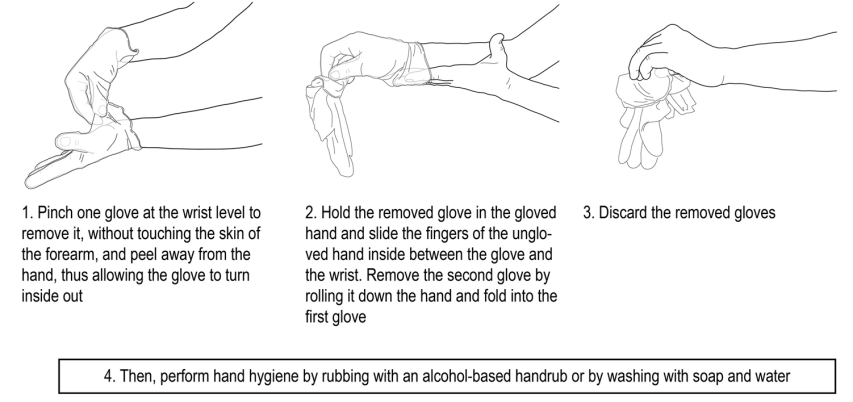 1. Pinch one glove at the wrist level to
remove it, without touching the skin of
the forearm, and peel away from the
hand, thus allowing the glove to turn
inside out
2. Hold the removed glove in the gloved
hand and slide the fingers of the unglo-
ved hand inside between the glove and
the wrist. Remove the second glove by
rolling it down the hand and fold into the
first glove
3. Discard the removed gloves
4. Then, perform hand hygiene by rubbing with an alcohol-based handrub or by washing with soap and water